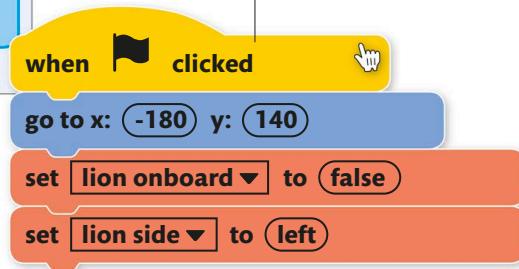 when clicked
go to x: -180 y: 140
set lion onboard to false
set lion side to left